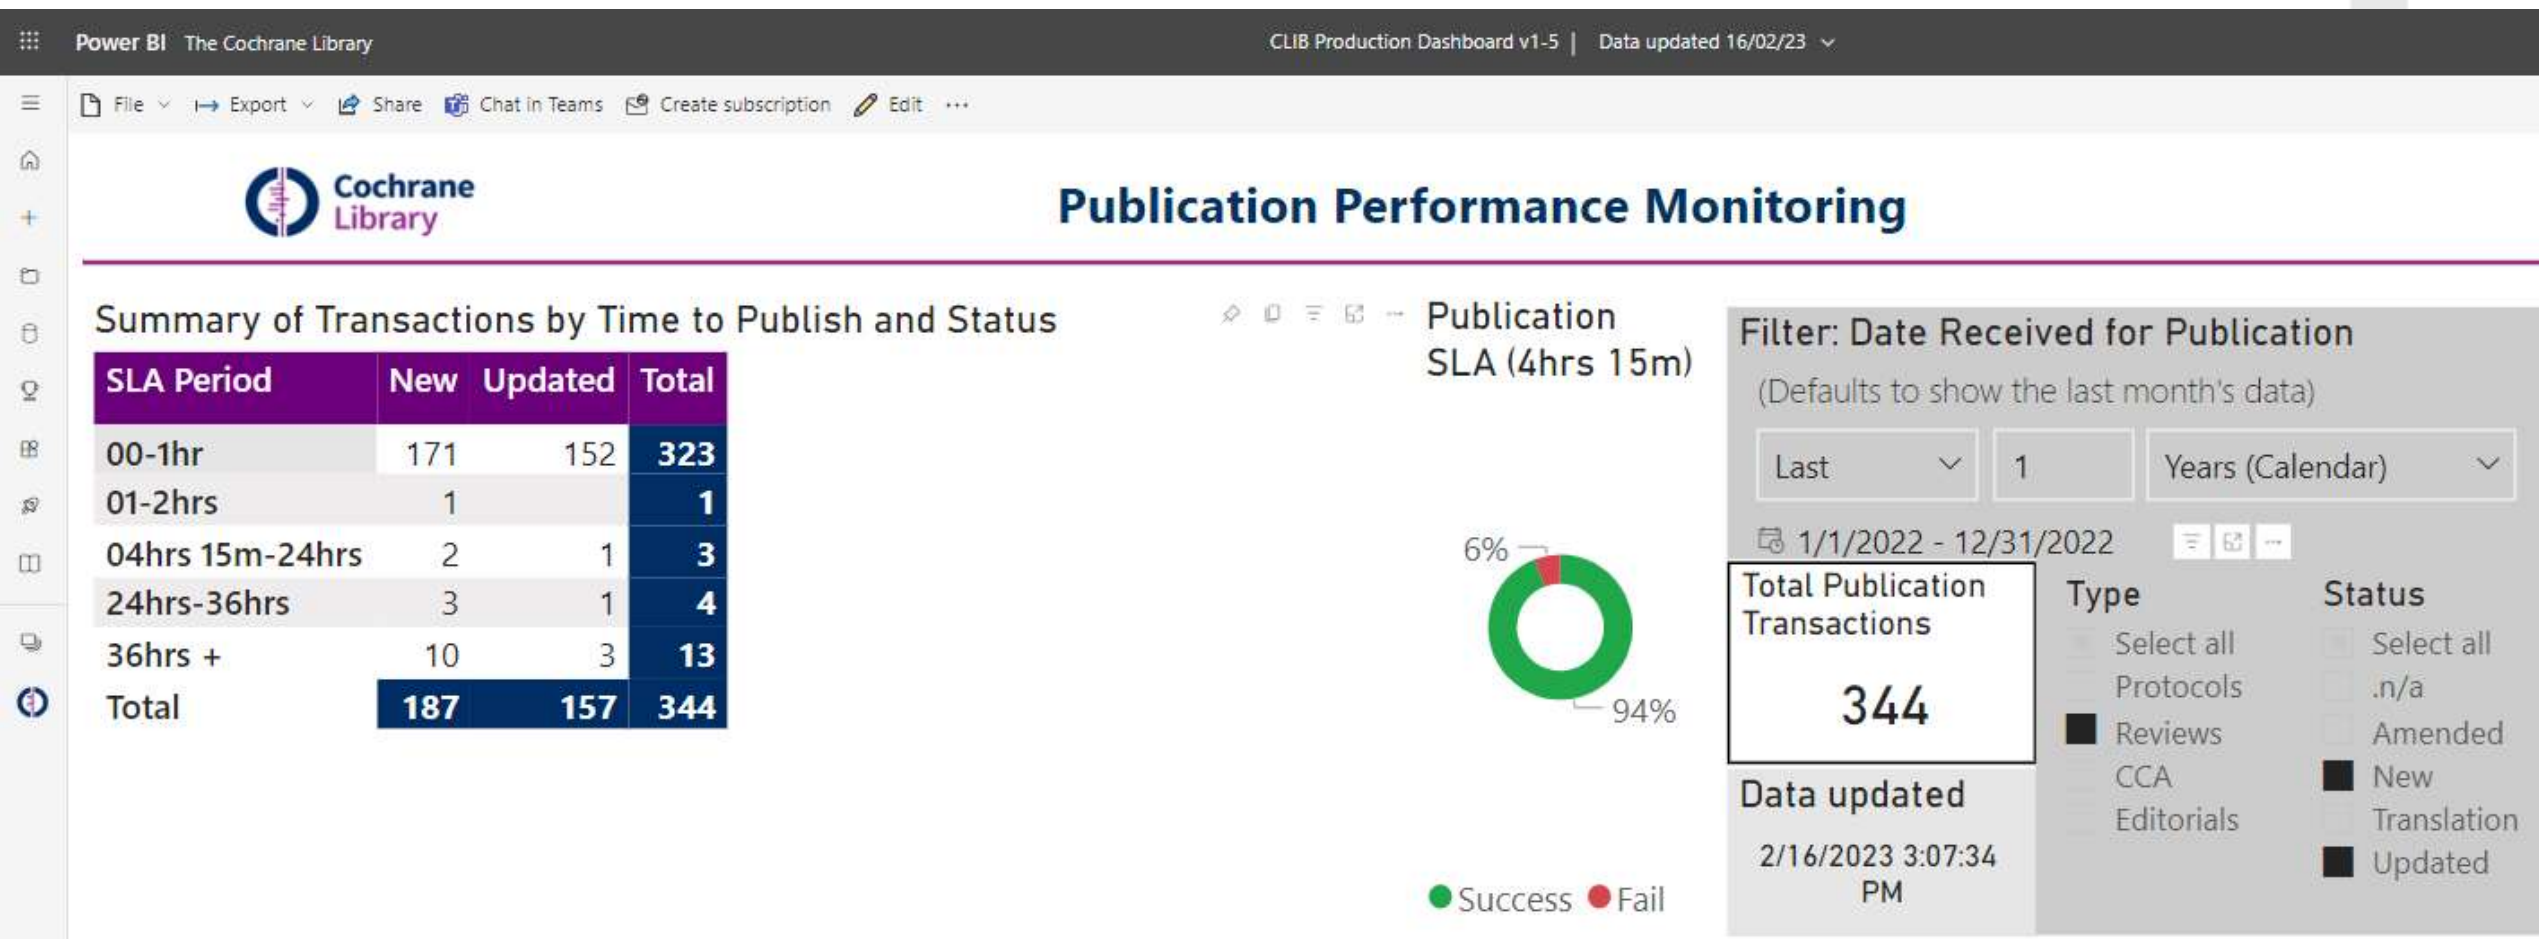 Power BI The Cochrane Library
CLIB Production Dashboard v1-5 | Data updated 16/02/23
File Export Share Chat in Teams Create subscription Edit ...
Cochrane
Library
Publication Performance Monitoring
Summary of Transactions by Time to Publish and Status
SLA Period New Updated Total
00-1hr 171 152 323
01-2hrs 1 1
04hrs 15m-24hrs 2 1 3
24hrs-36hrs 3 1 4
36hrs + 10 3 13
Total 187 157 344
Publication
SLA (4hrs 15m)
6%
94%
Success Fail
Filter: Date Received for Publication
(Defaults to show the last month's data)
Last 1 Years (Calendar)
1/1/2022 - 12/31/2022
Total Publication
Transactions
344
Data updated
2/16/2023 3:07:34
PM
Type
Select all
Protocols
Reviews
CCA
Editorials
Status
Select all
.n/a
Amended
New
Translation
Updated